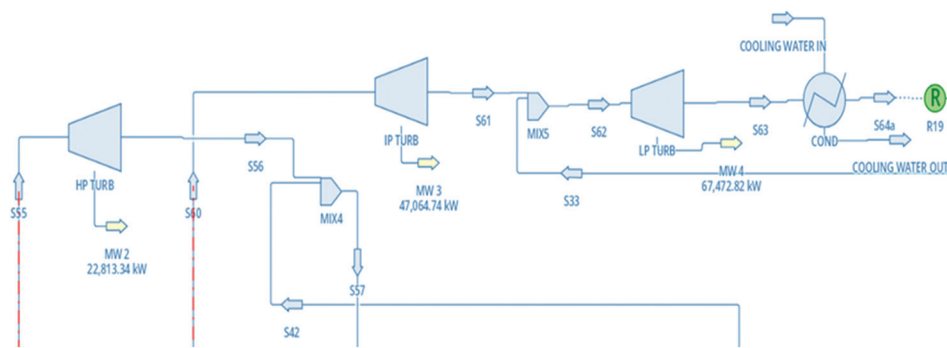 COOLING WATER IN
S61
MIX5
S62
S63
S64a
R
R19
IP TURB
LP TURB
COND
S56
HP TURB
MW 3
47,064.74 kW
MW 4
67,472.82 kW
COOLING WATER OUT
S33
S55
S60
MIX4
MW 2
22,813.34 kW
S57
S42